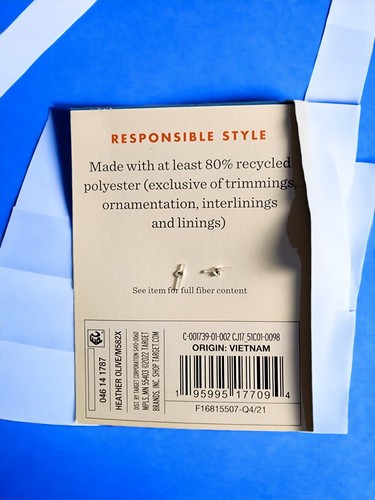 RESPONSIBLE STYLE
Made with at least 80% recycled
polyester (exclusive of trimmings,
ornamentation, interlinings
and linings)
See item for full fiber content
046 14 1787
HEATHER OLIVE/M582X
DIST. BY TARGET CORPORATION 5410-0060
MPLS., MN 55403 ©2022 TARGET
BRANDS, INC. SHOP TARGET.COM
C-001739-01-002 CJ17_51C01-0098
ORIGIN: VIETNAM
1 95995 17709 4
F16815507-Q4/21